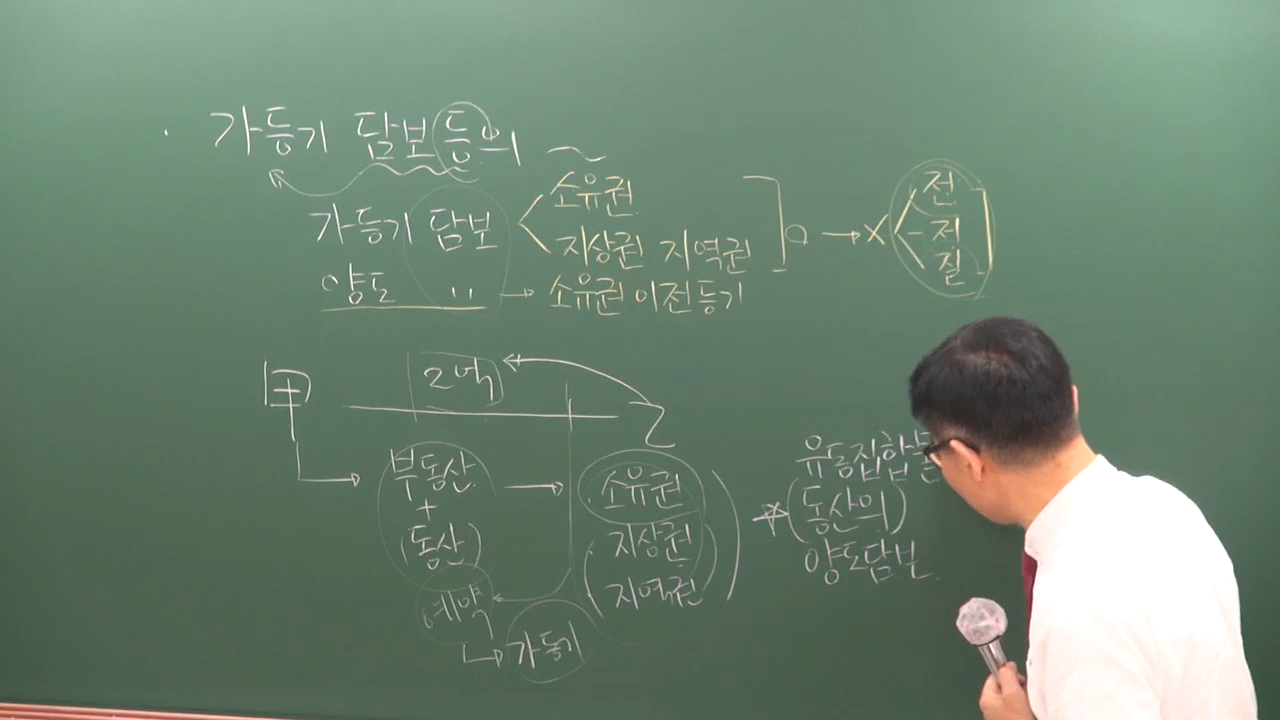 · 가등기 담보등의 ~
소유권
가등기 담보
지상권 지역권
양도 〃 → 소유권이전등기
○ → X
전
저
질
甲
2억
乙
부동산
+
(동산)
예약
가등기
소유권
지상권
지역권
유동집합물
(동산의)
양도담보